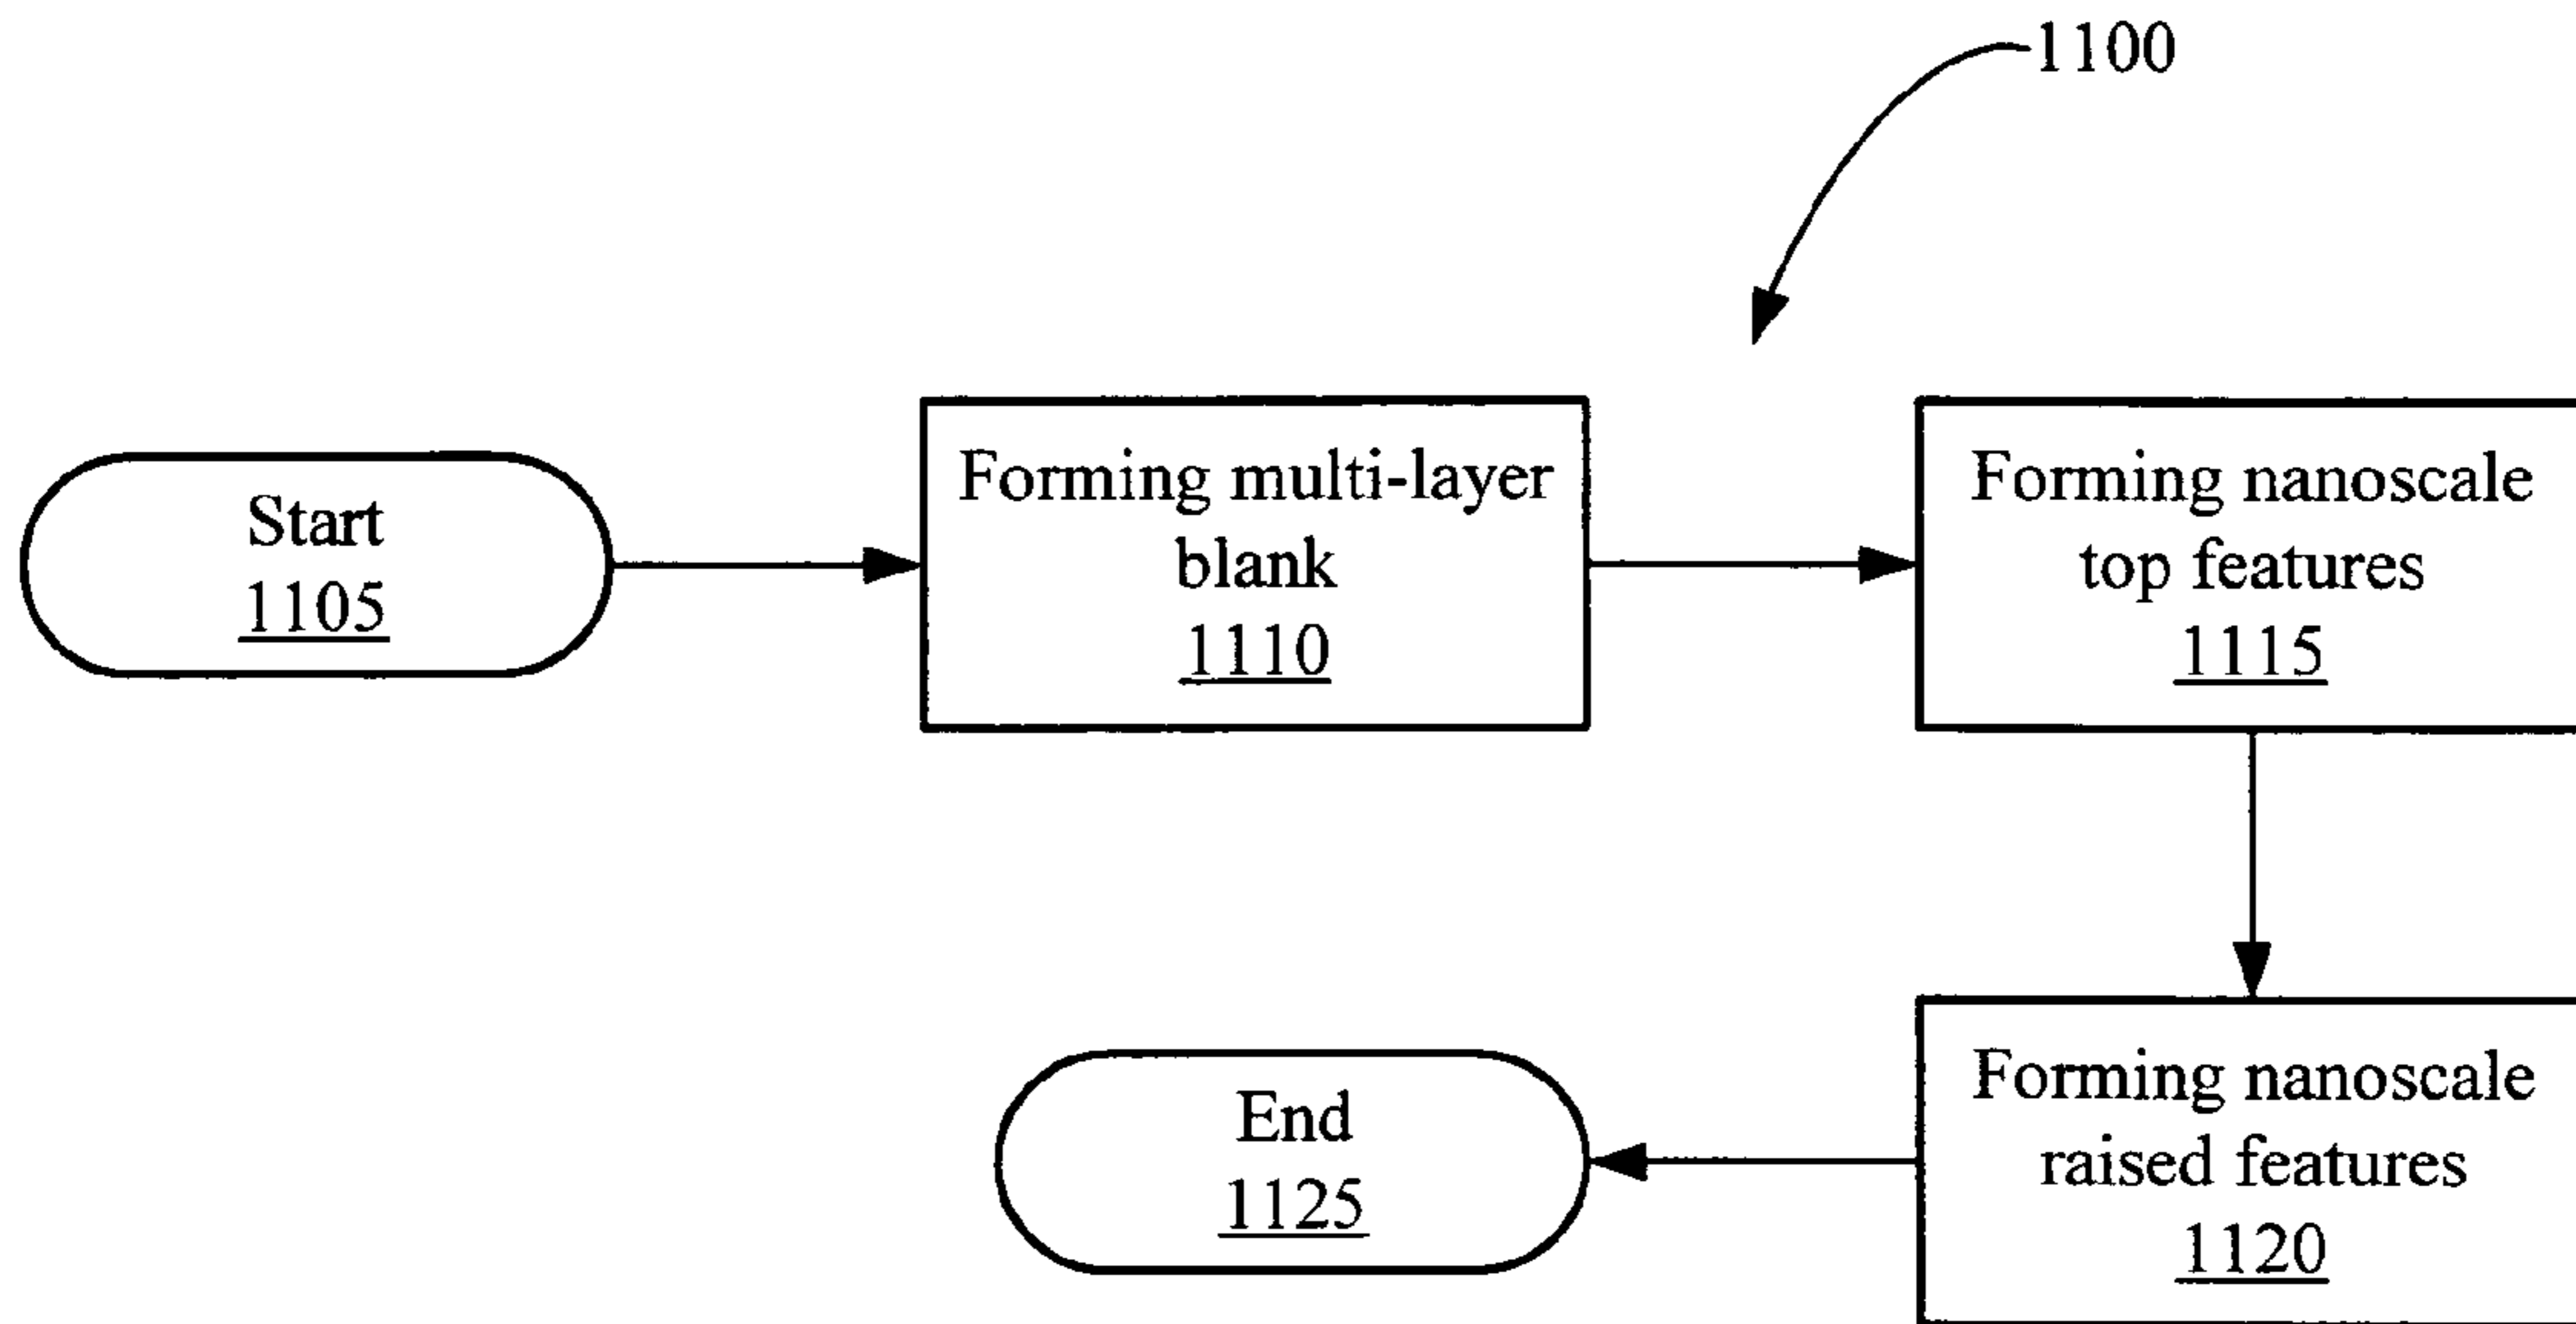 1100
Start
1105
Forming multi-layer
blank
1110
Forming nanoscale
top features
1115
Forming nanoscale
raised features
1120
End
1125